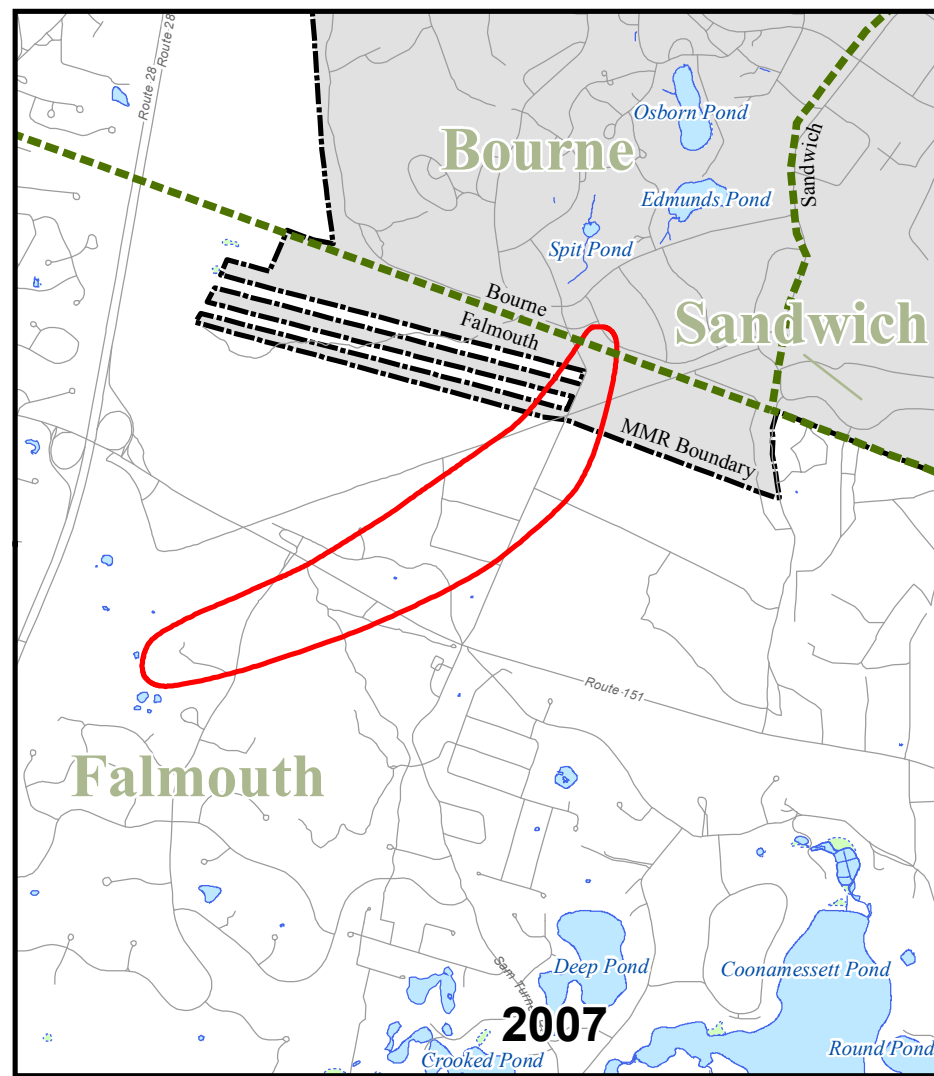 Route 28
Route 28
Osborn Pond
Bourne
Sandwich
Edmunds Pond
Spit Pond
Bourne
Falmouth
Sandwich
MMR Boundary
Route 151
Falmouth
Deep Pond
Coonamessett Pond
Sam Turn
2007
Round Pond
Crooked Pond